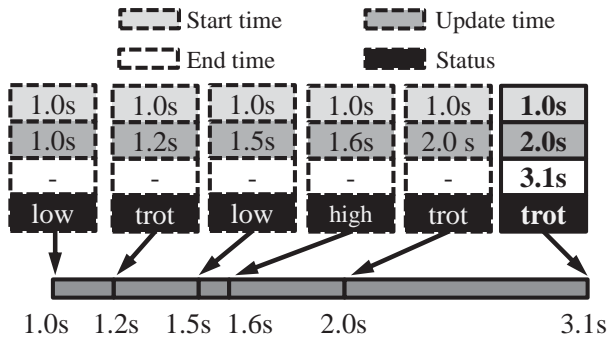 Start time Update time
End time Status
1.0s 1.0s 1.0s 1.0s 1.0s 1.0s
1.0s 1.2s 1.5s 1.6s 2.0 s 2.0s
- - - - - 3.1s
low trot low high trot trot
1.0s 1.2s 1.5s 1.6s 2.0s 3.1s